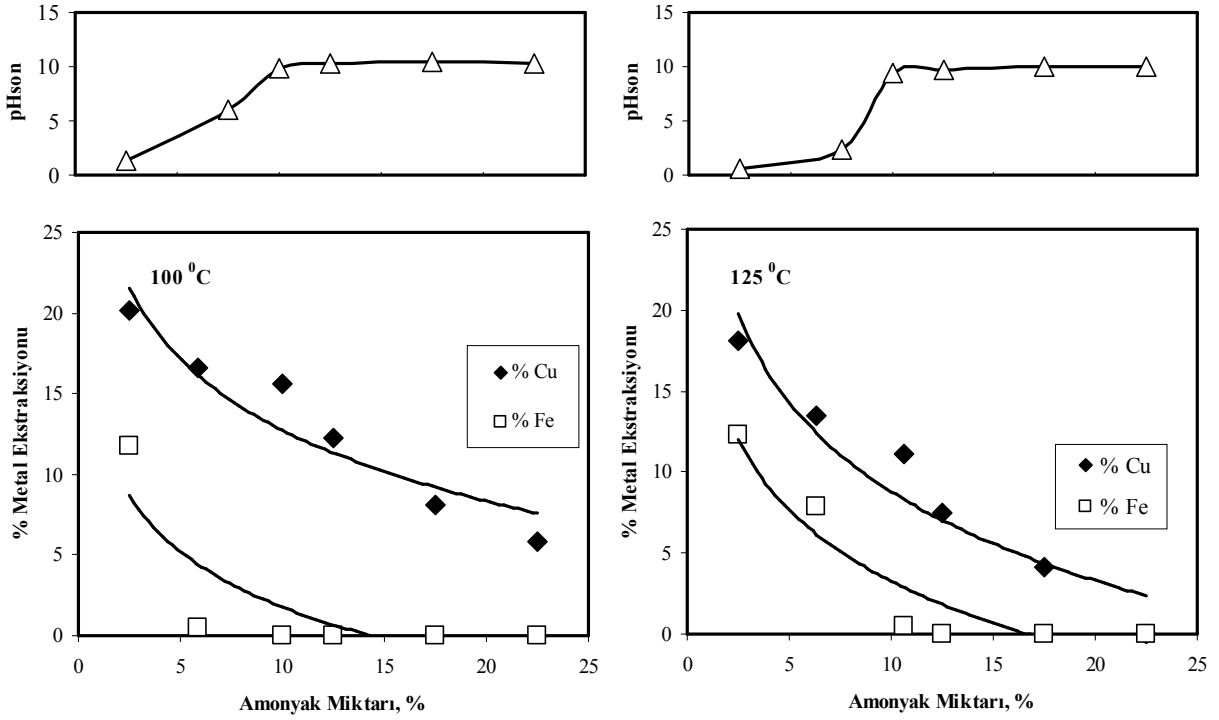 15
10
5
0
pHson
15
10
5
0
pHson
25
20
15
10
5
0
% Metal Ekstraksiyonu
100 ⁰C
% Cu
% Fe
0 5 10 15 20 25
Amonyak Miktarı, %
25
20
15
10
5
0
% Metal Ekstraksiyonu
125 ⁰C
% Cu
% Fe
0 5 10 15 20 25
Amonyak Miktarı, %